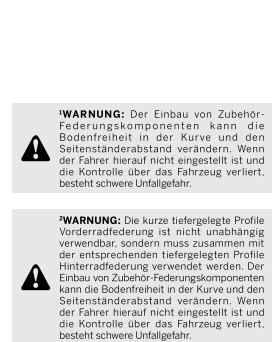 ¹WARNUNG: Der Einbau von Zubehör-
Federungskomponenten kann die
Bodenfreiheit in der Kurve und den
Seitenständerabstand verändern. Wenn
der Fahrer hierauf nicht eingestellt ist und
die Kontrolle über das Fahrzeug verliert,
besteht schwere Unfallgefahr.
²WARNUNG: Die kurze tiefergelegte Profile
Vorderradfederung ist nicht unabhängig
verwendbar, sondern muss zusammen mit
der entsprechenden tiefergelegten Profile
Hinterradfederung verwendet werden. Der
Einbau von Zubehör-Federungskomponenten
kann die Bodenfreiheit in der Kurve und den
Seitenständerabstand verändern. Wenn
der Fahrer hierauf nicht eingestellt ist und
die Kontrolle über das Fahrzeug verliert,
besteht schwere Unfallgefahr.